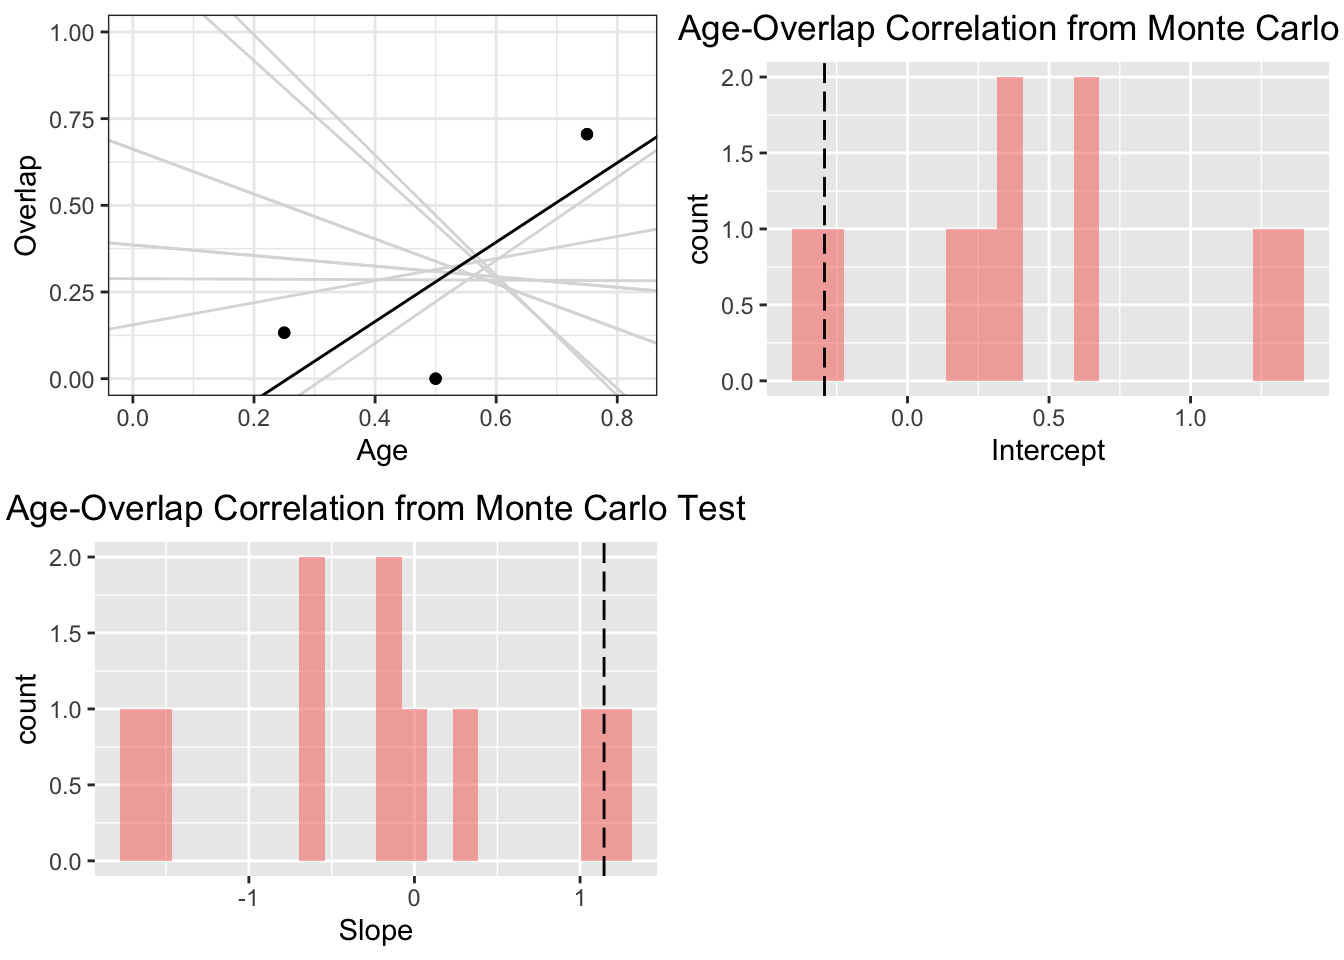 1.00
0.75
0.50
0.25
0.00
Overlap
0.0 0.2 0.4 0.6 0.8
Age
Age-Overlap Correlation from Monte Carlo
2.0
1.5
1.0
0.5
0.0
count
0.0 0.5 1.0
Intercept
Age-Overlap Correlation from Monte Carlo Test
2.0
1.5
1.0
0.5
0.0
count
-1 0 1
Slope